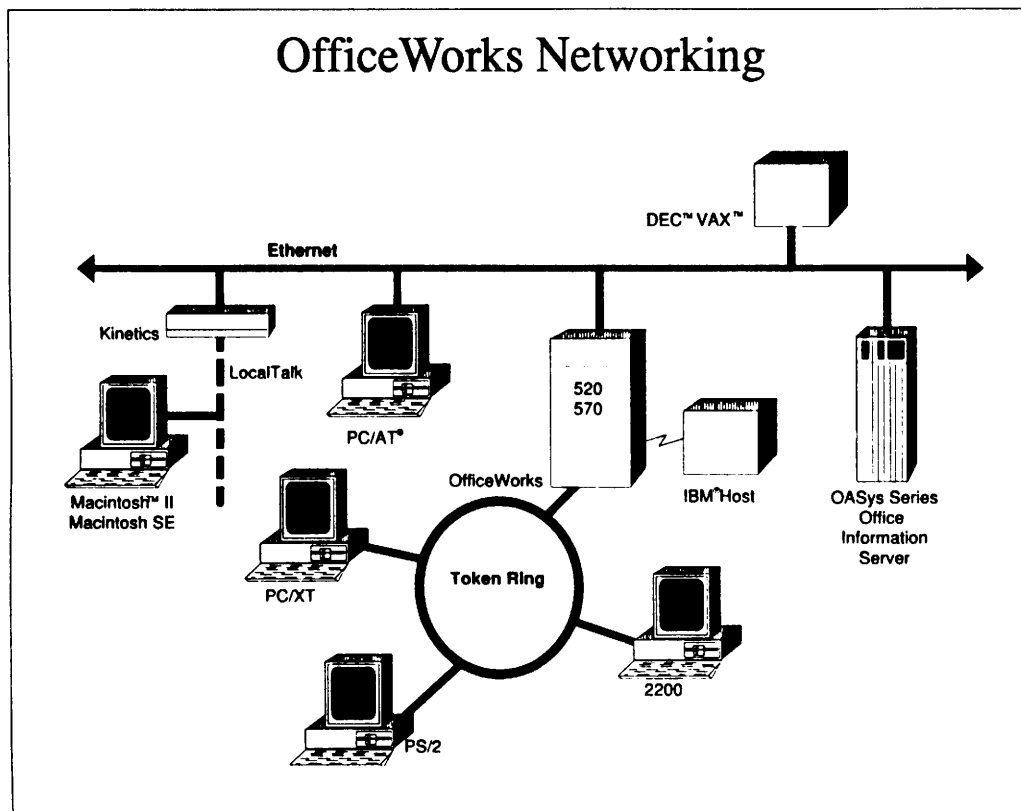 OfficeWorks Networking
DEC™ VAX™
Ethernet
Kinetics
LocalTalk
PC/AT®
520
570
OfficeWorks
IBM®Host
Macintosh™ II
Macintosh SE
OASys Series
Office
Information
Server
PC/XT
Token Ring
2200
PS/2